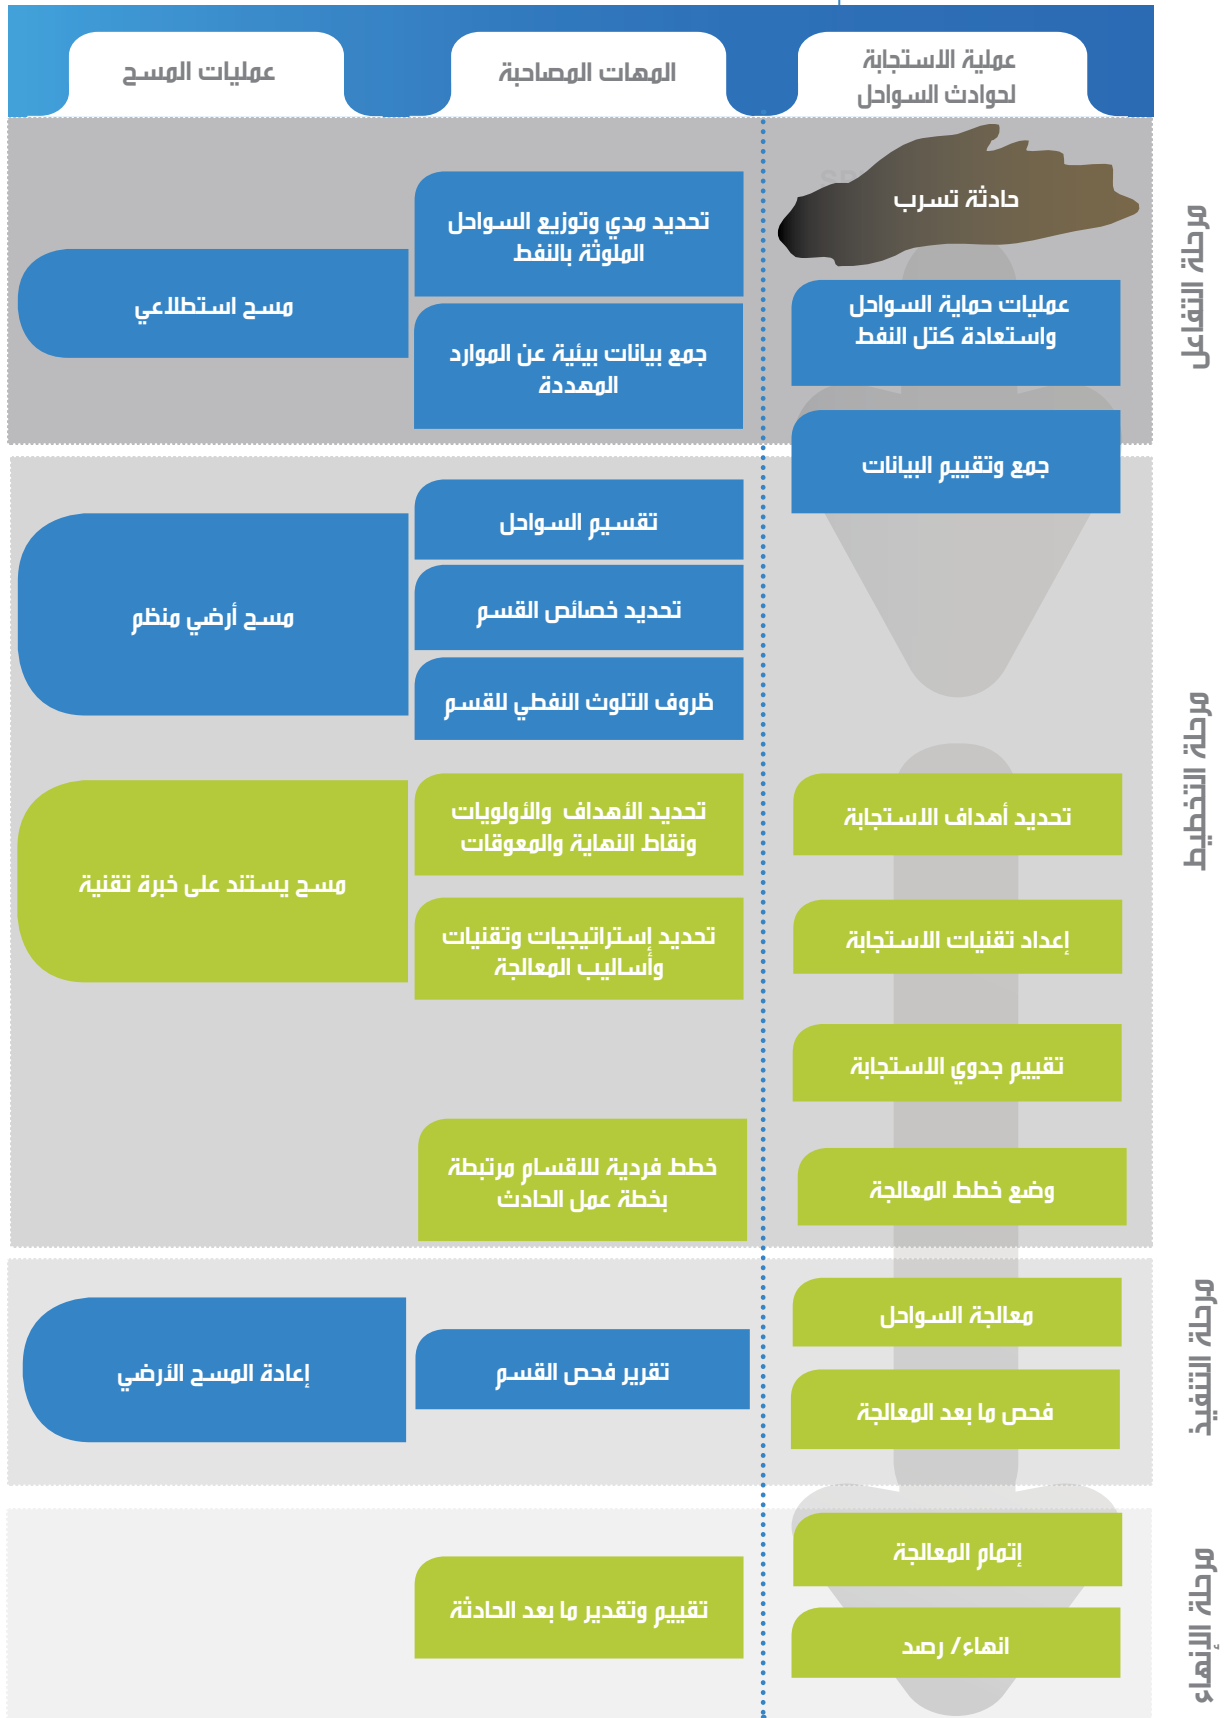 عملية الاستجابة
لحوادث السواحل
المهات المصاحبة
عمليات المسح
مرحلة التفاعل
حادثة تسرب
عمليات حماية السواحل
واستعادة كتل النفط
جمع وتقييم البيانات
تحديد مدي وتوزيع السواحل
الملوثة بالنفط
جمع بيانات بيئية عن الموارد
المهددة
مسح استطلاعي
مرحلة التخطيط
تحديد أهداف الاستجابة
إعداد تقنيات الاستجابة
تقييم جدوي الاستجابة
وضع خطط المعالجة
تقسيم السواحل
تحديد خصائص القسم
ظروف التلوث النفطي للقسم
تحديد الأهداف والأولويات
ونقاط النهاية والمعوقات
تحديد إستراتيجيات وتقنيات
وأساليب المعالجة
خطط فردية للاقسام مرتبطة
بخطة عمل الحادث
مسح أرضي منظم
مسح يستند على خبرة تقنية
مرحلة التنفيذ
معالجة السواحل
فحص ما بعد المعالجة
تقرير فحص القسم
إعادة المسح الأرضي
مرحلة الإنهاء
إتمام المعالجة
انهاء/ رصد
تقييم وتقدير ما بعد الحادثة